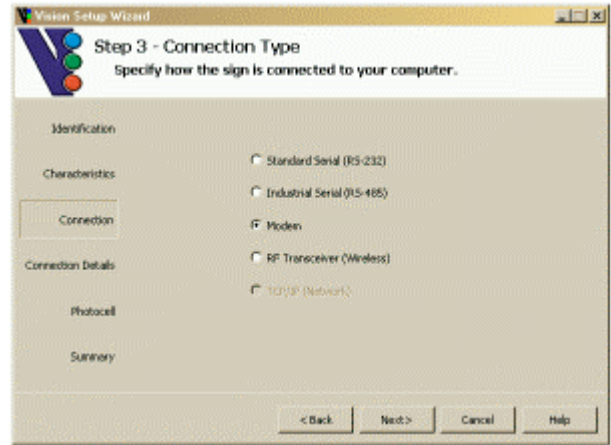 Vision Setup Wizard
Step 3 - Connection Type
Specify how the sign is connected to your computer.
Identification
Characteristics
Connection
Connection Details
Photocell
Summary
Standard Serial (RS-232)
Industrial Serial (RS-485)
Modem
RF Transceiver (Wireless)
TCP/IP (Network)
< Back
Next >
Cancel
Help